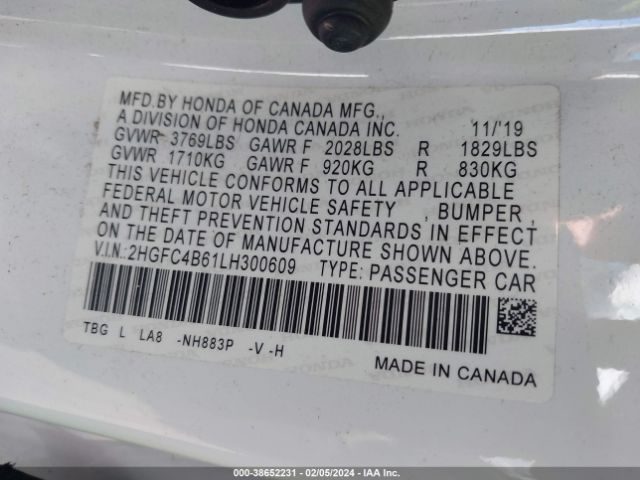 MFD.BY HONDA OF CANADA MFG.,
A DIVISION OF HONDA CANADA INC. 11/'19
GVWR 3769LBS GAWR F 2028LBS R 1829LBS
GVWR 1710KG GAWR F 920KG R 830KG
THIS VEHICLE CONFORMS TO ALL APPLICABLE
FEDERAL MOTOR VEHICLE SAFETY , BUMPER ,
AND THEFT PREVENTION STANDARDS IN EFFECT
ON THE DATE OF MANUFACTURE SHOWN ABOVE.
V.I.N.:2HGFC4B61LH300609 TYPE: PASSENGER CAR
TBG L LA8 -NH883P -V -H
MADE IN CANADA
000-38652231 - 02/05/2024 - IAA Inc.